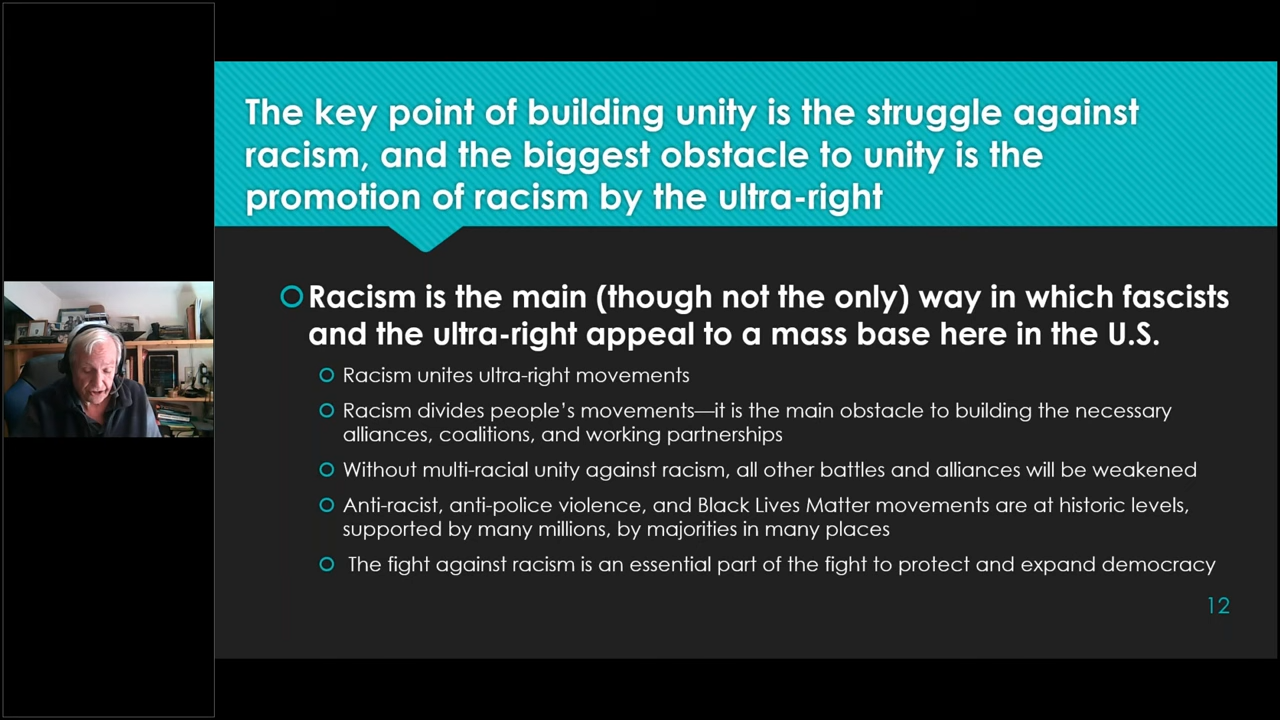 The key point of building unity is the struggle against
racism, and the biggest obstacle to unity is the
promotion of racism by the ultra-right
Racism is the main (though not the only) way in which fascists
and the ultra-right appeal to a mass base here in the U.S.
Racism unites ultra-right movements
Racism divides people's movements—it is the main obstacle to building the necessary
alliances, coalitions, and working partnerships
Without multi-racial unity against racism, all other battles and alliances will be weakened
Anti-racist, anti-police violence, and Black Lives Matter movements are at historic levels,
supported by many millions, by majorities in many places
The fight against racism is an essential part of the fight to protect and expand democracy
12